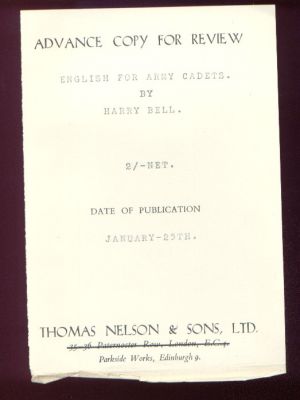 ADVANCE COPY FOR REVIEW
ENGLISH FOR ARMY CADETS.
BY
HARRY BELL.
2/-NET.
DATE OF PUBLICATION
JANUARY-25TH.
THOMAS NELSON & SONS, LTD.
35-36 Paternoster Row, London, E.C.4.
Parkside Works, Edinburgh 9.